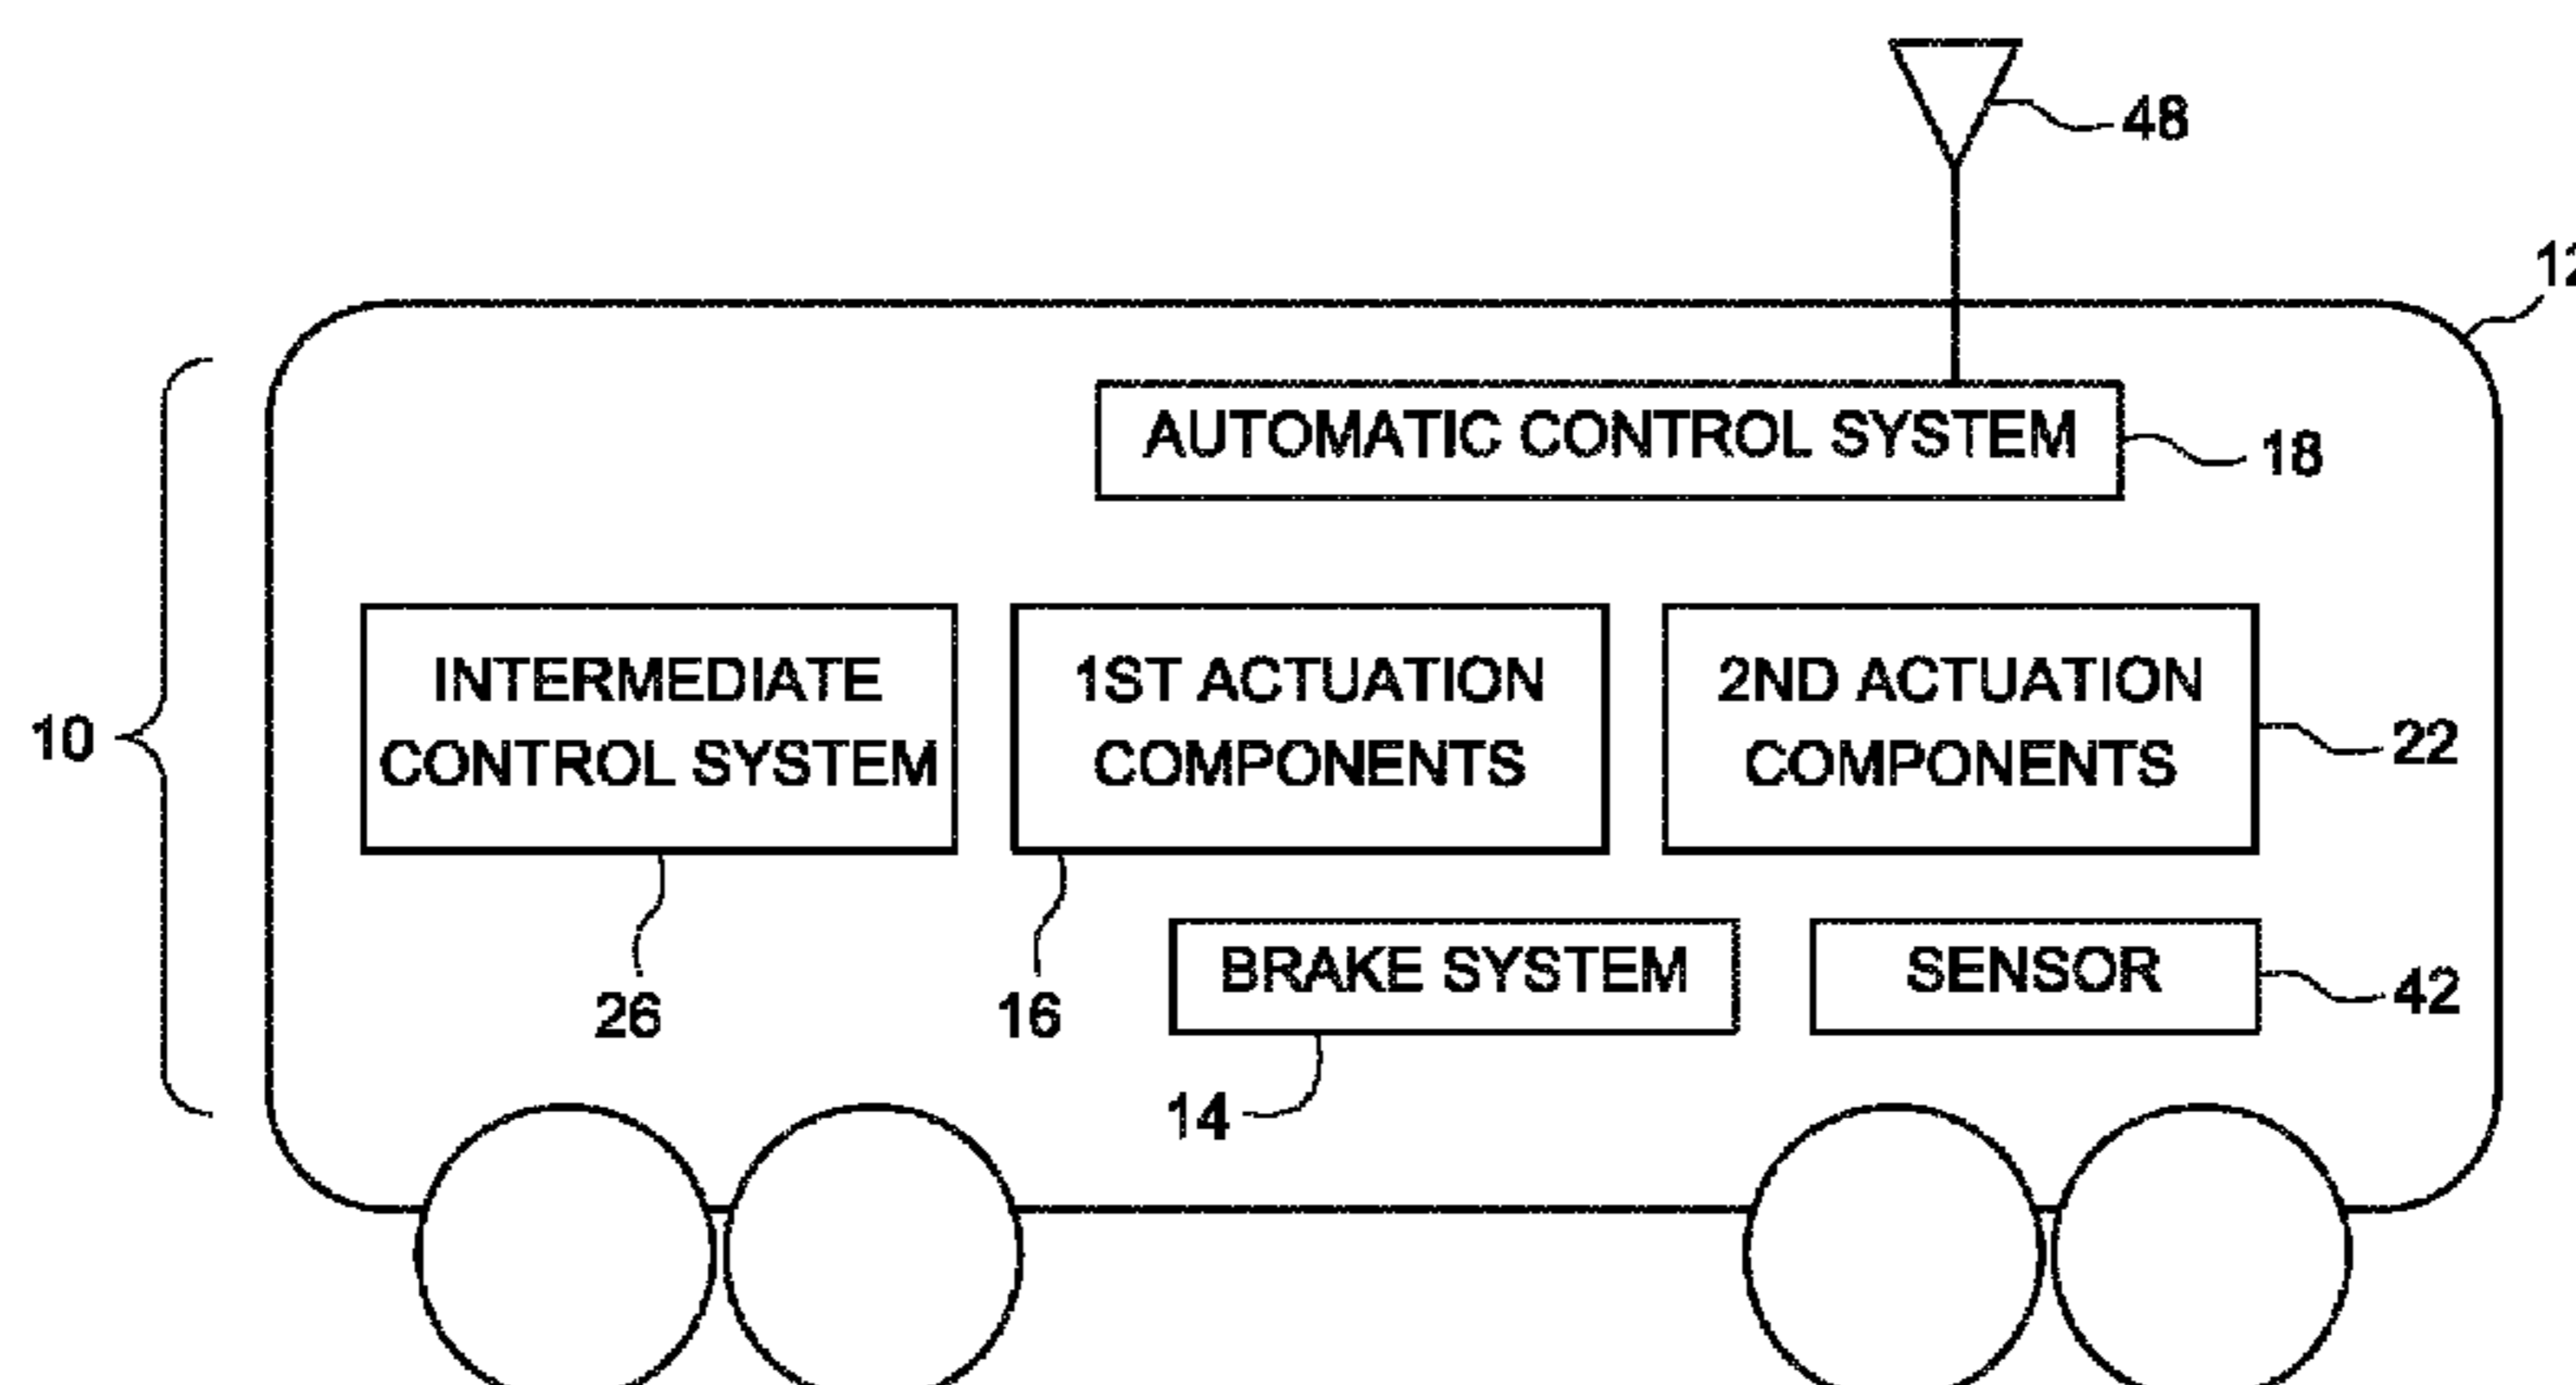 48
12
AUTOMATIC CONTROL SYSTEM
18
10
INTERMEDIATE
CONTROL SYSTEM
1ST ACTUATION
COMPONENTS
2ND ACTUATION
COMPONENTS
22
26
16
BRAKE SYSTEM
SENSOR
42
14